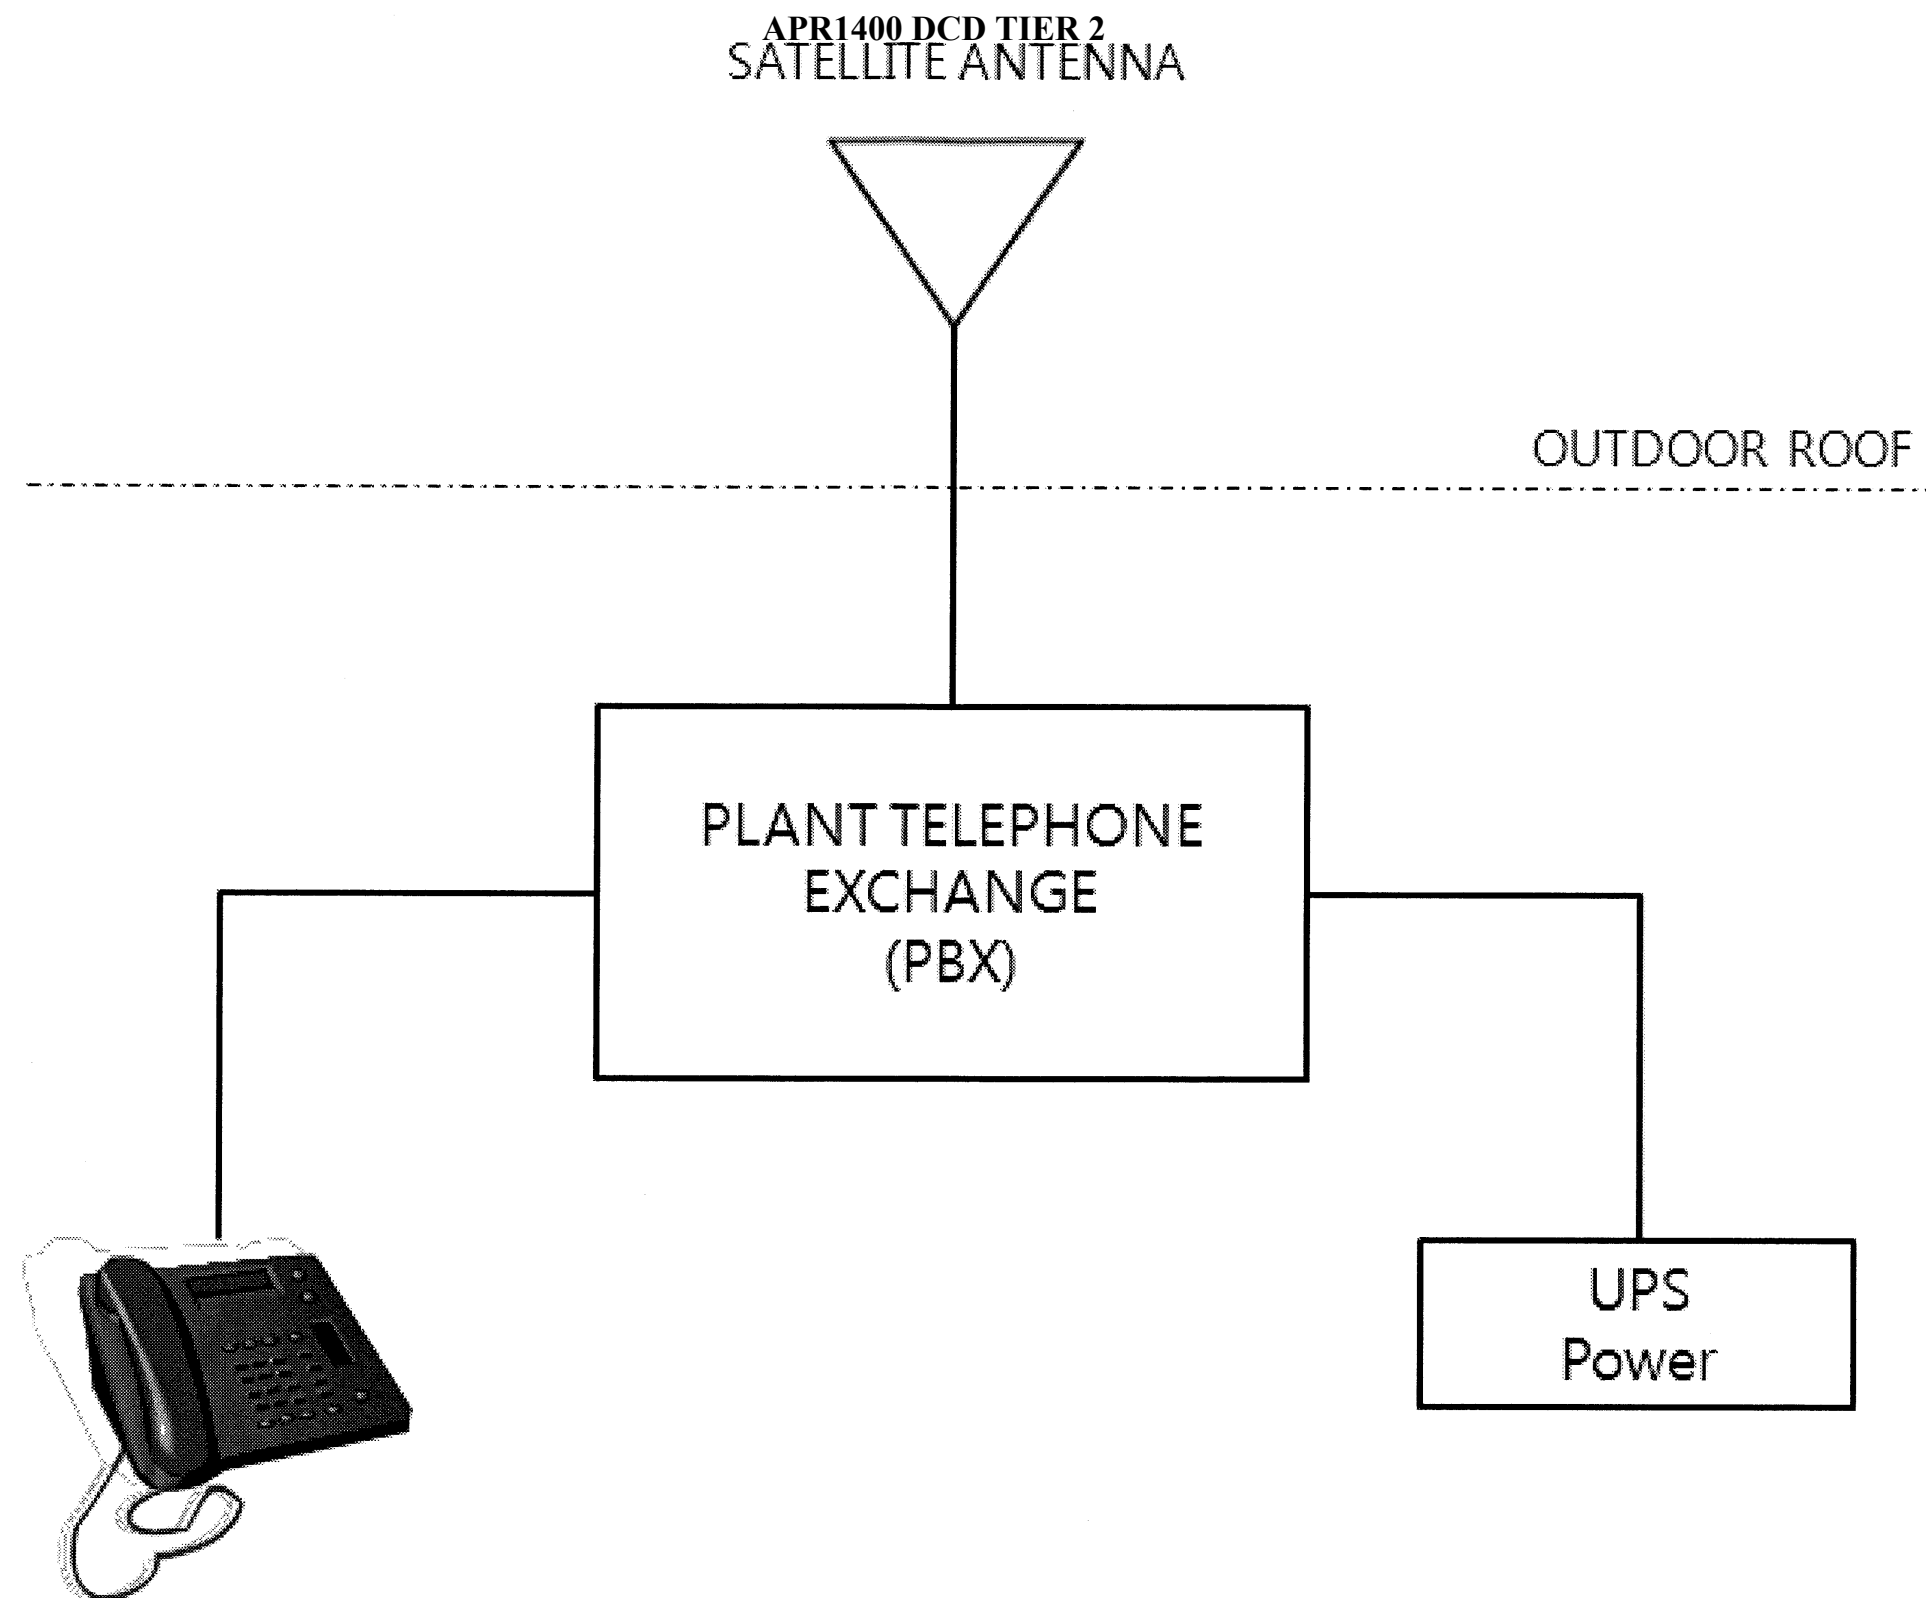 APR1400 DCD TIER 2
SATELLITE ANTENNA
OUTDOOR ROOF
PLANT TELEPHONE
EXCHANGE
(PBX)
UPS
Power